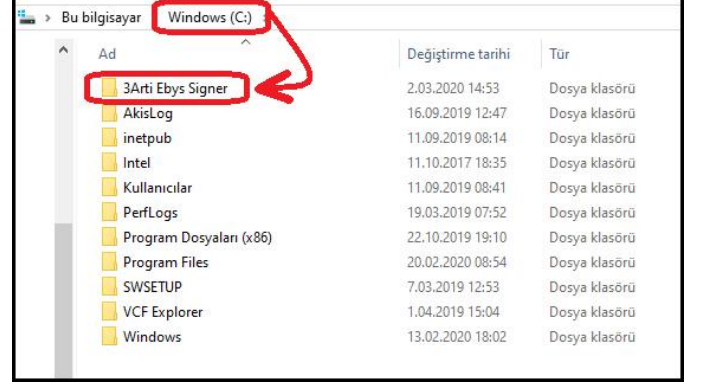 Bu bilgisayar Windows (C:)
Ad Değiştirme tarihi Tür
3Arti Ebys Signer 2.03.2020 14:53 Dosya klasörü
AkisLog 16.09.2019 12:47 Dosya klasörü
inetpub 11.09.2019 08:14 Dosya klasörü
Intel 11.10.2017 18:35 Dosya klasörü
Kullanıcılar 11.09.2019 08:41 Dosya klasörü
PerfLogs 19.03.2019 07:52 Dosya klasörü
Program Dosyaları (x86) 22.10.2019 19:10 Dosya klasörü
Program Files 20.02.2020 08:54 Dosya klasörü
SWSETUP 7.03.2019 12:53 Dosya klasörü
VCF Explorer 1.04.2019 15:04 Dosya klasörü
Windows 13.02.2020 18:02 Dosya klasörü